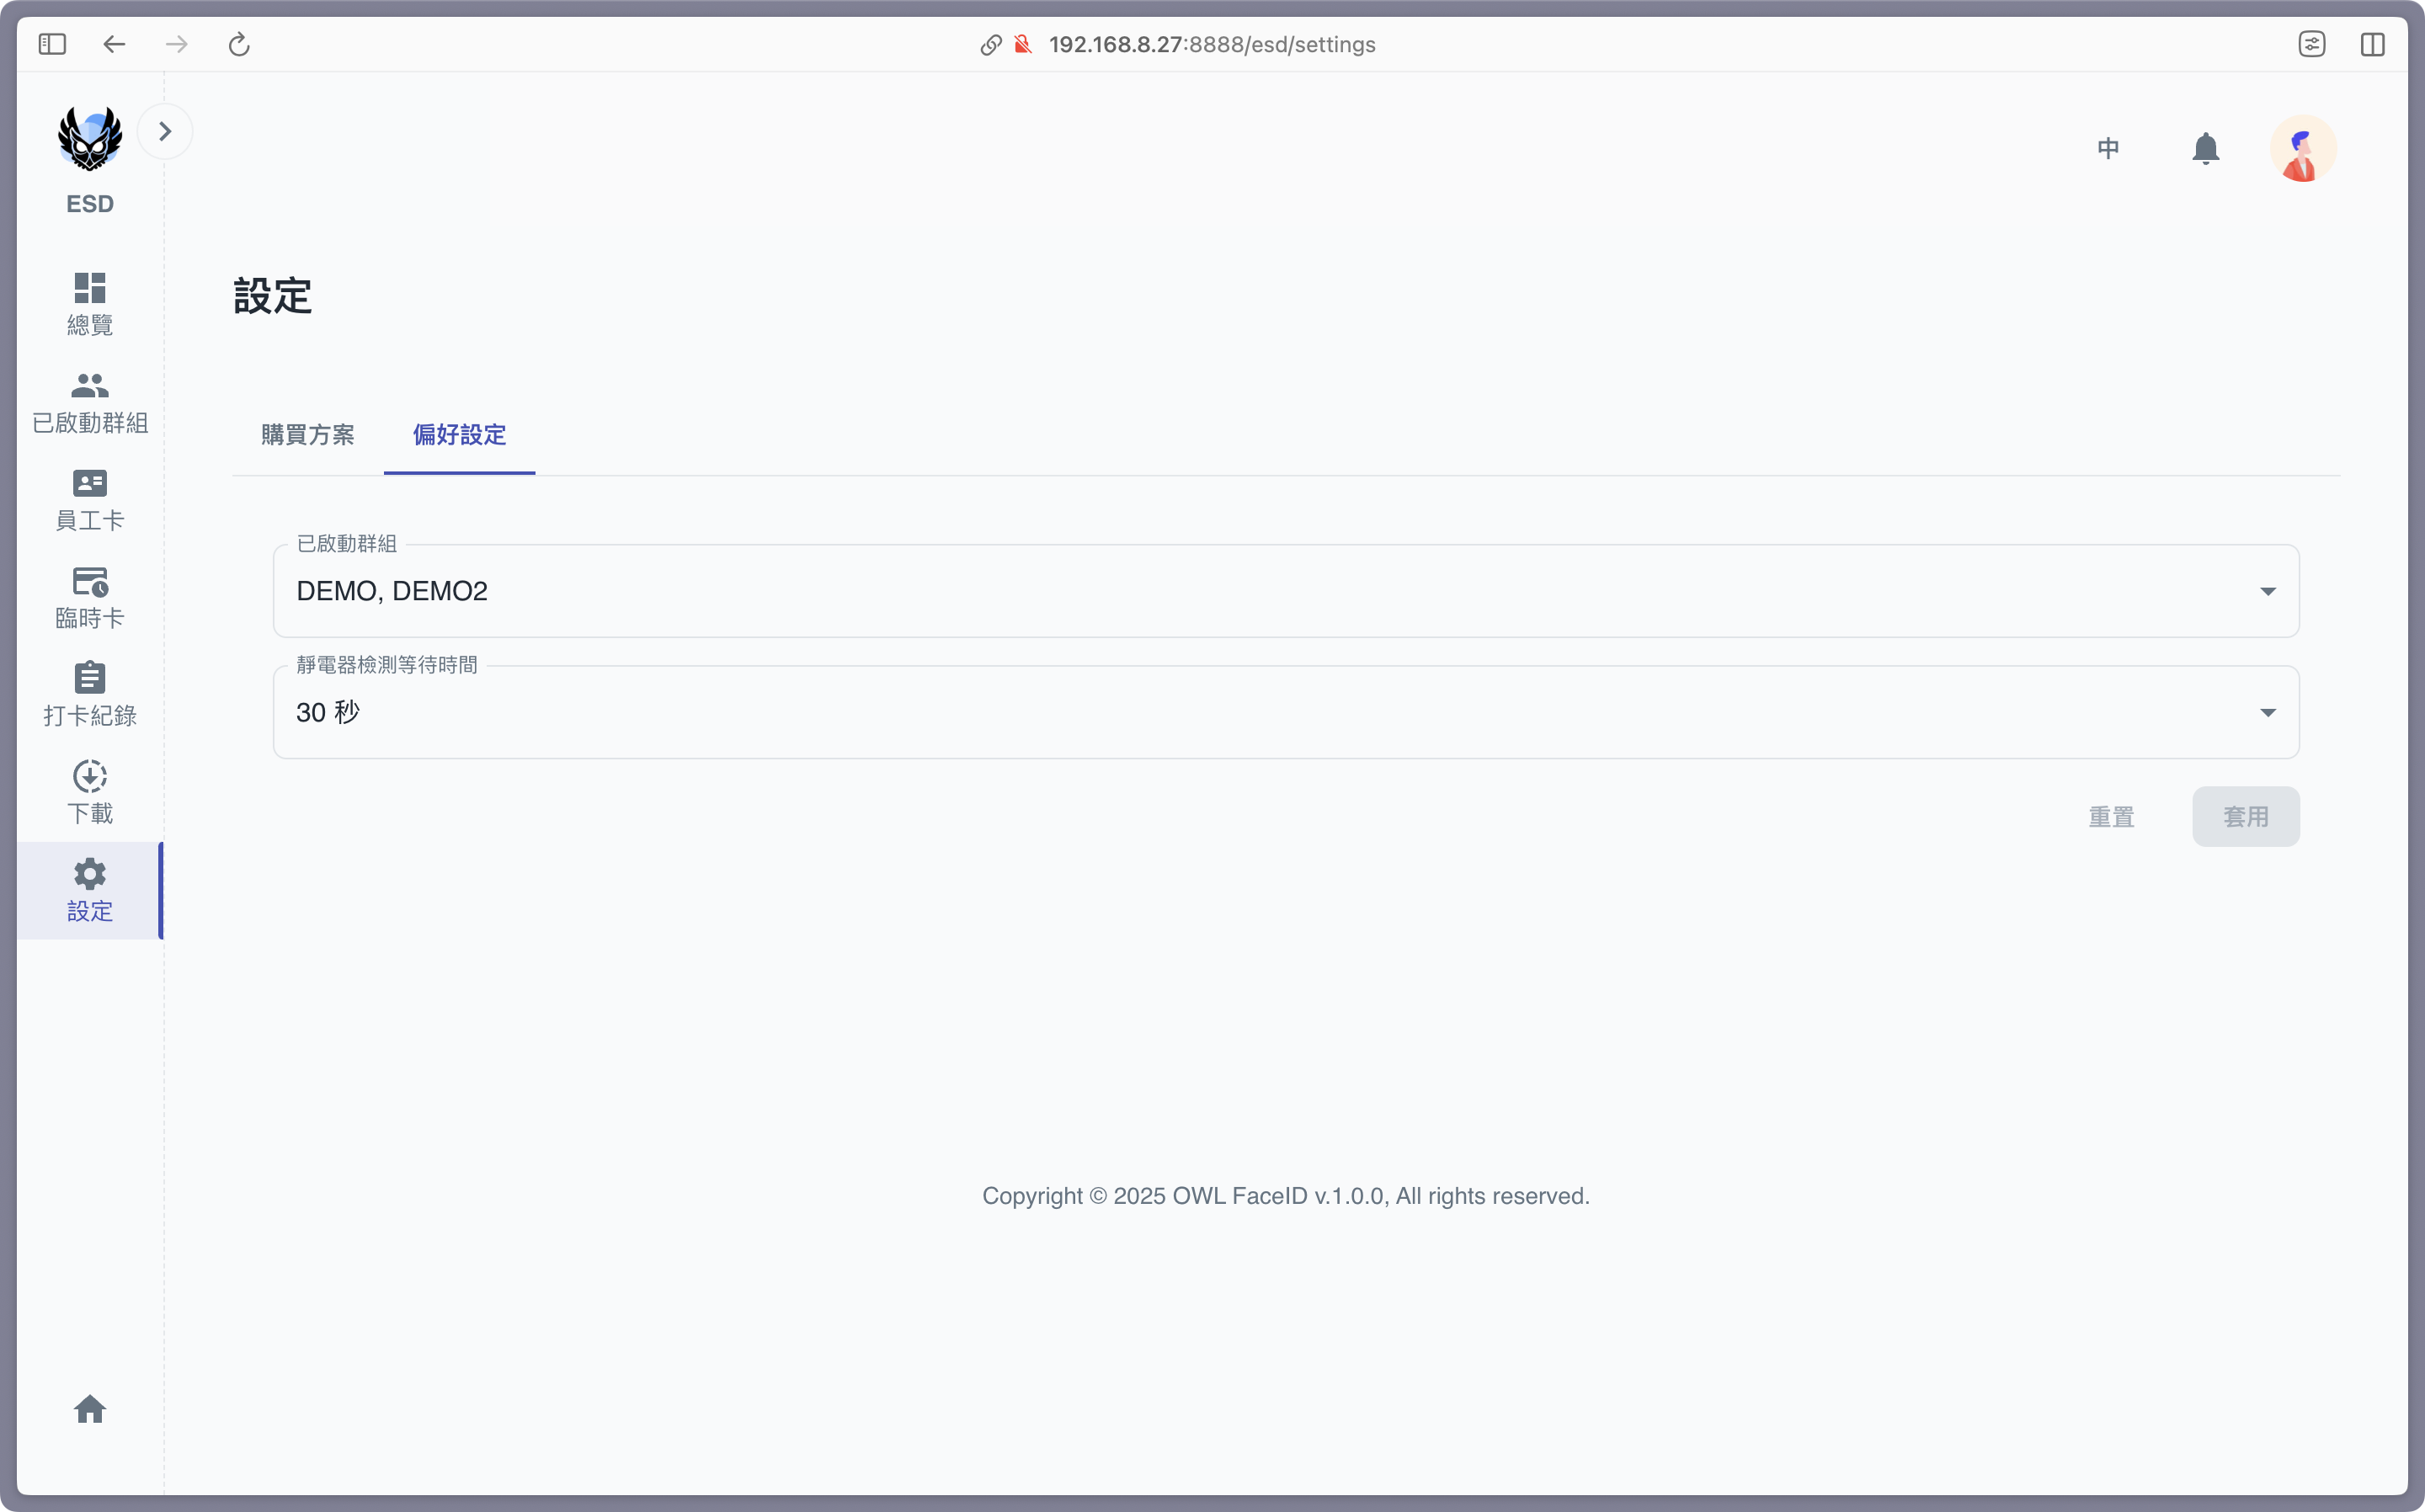 192.168.8.27:8888/esd/settings
ESD
中
總覽
已啟動群組
員工卡
臨時卡
打卡紀錄
下載
設定
設定
購買方案
偏好設定
已啟動群組
DEMO, DEMO2
靜電器檢測等待時間
30 秒
重置
套用
Copyright © 2025 OWL FaceID v.1.0.0, All rights reserved.